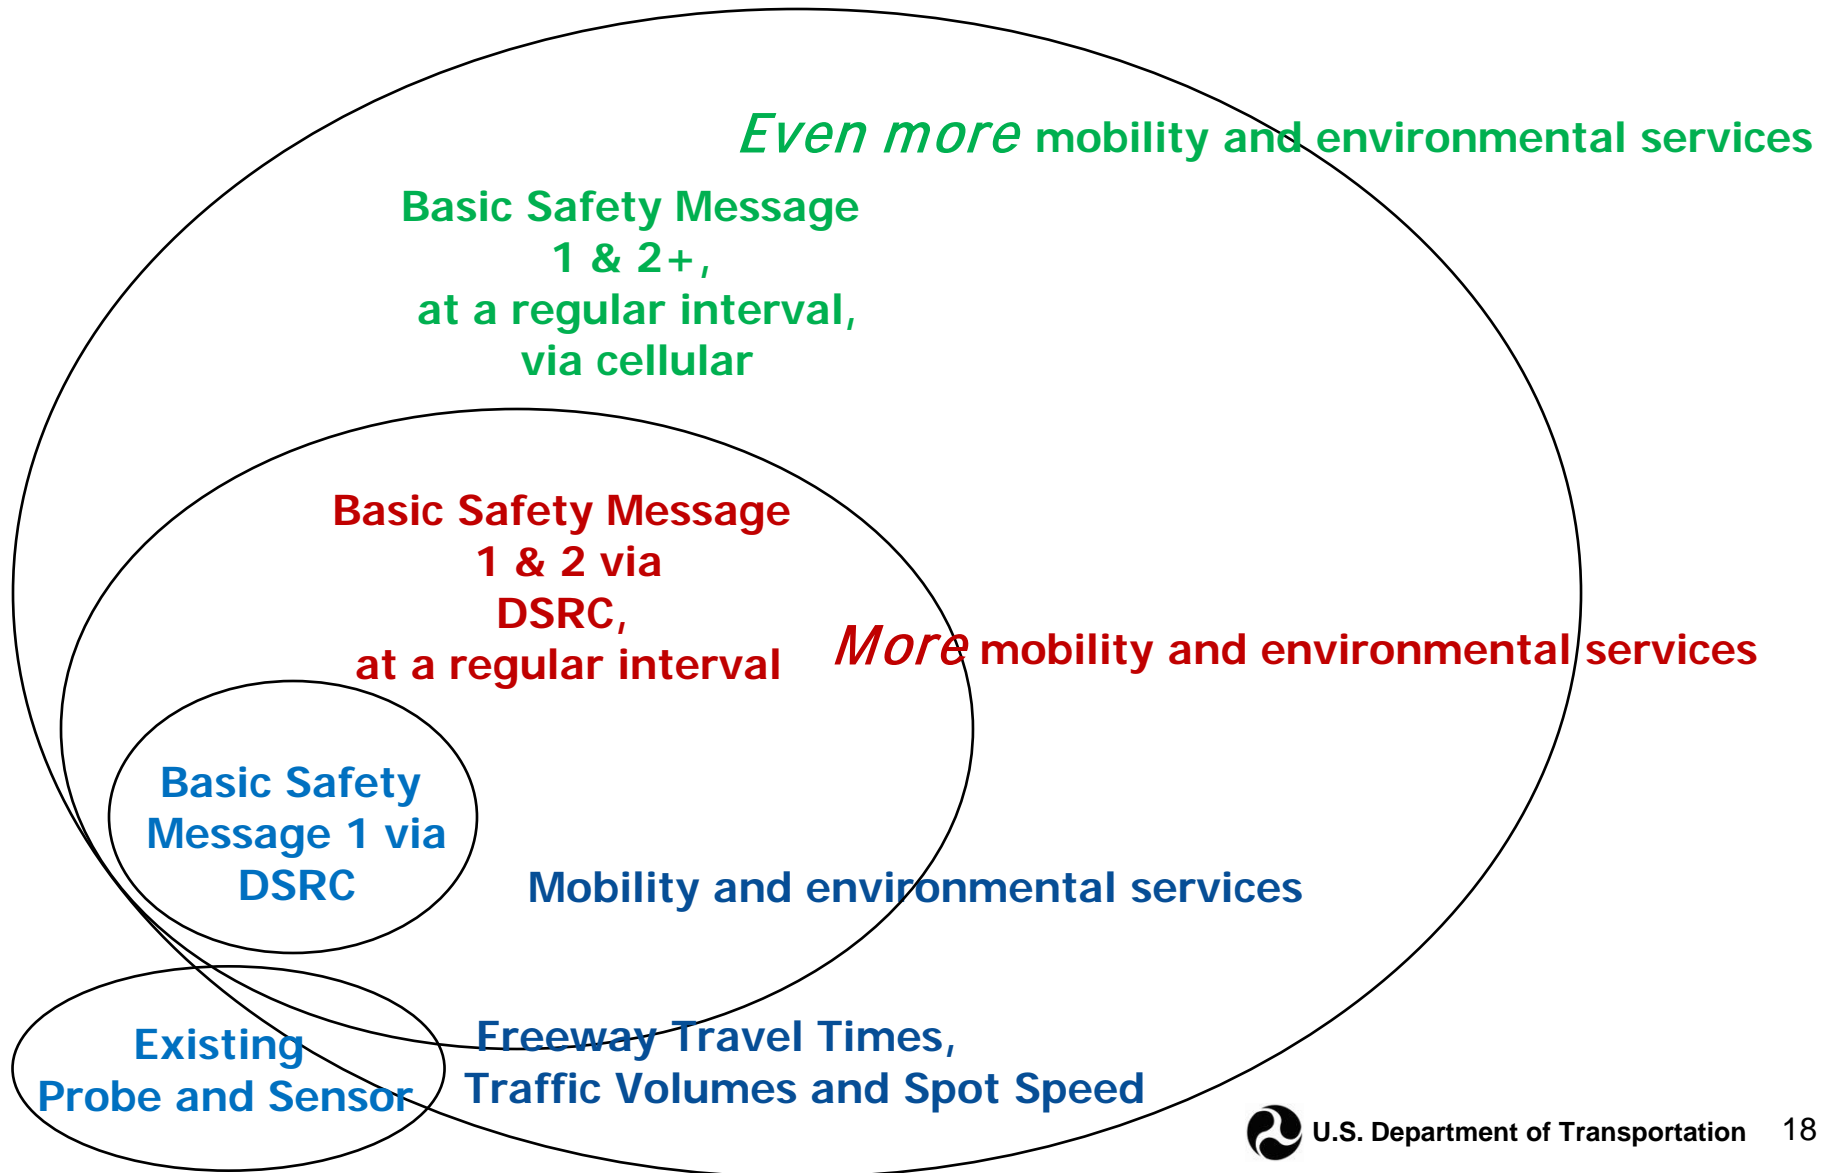 Even more mobility and environmental services
Basic Safety Message
1 & 2+,
at a regular interval,
via cellular
Basic Safety Message
1 & 2 via
DSRC,
at a regular interval
More mobility and environmental services
Basic Safety
Message 1 via
DSRC
Mobility and environmental services
Existing
Probe and Sensor
Freeway Travel Times,
Traffic Volumes and Spot Speed
U.S. Department of Transportation 18